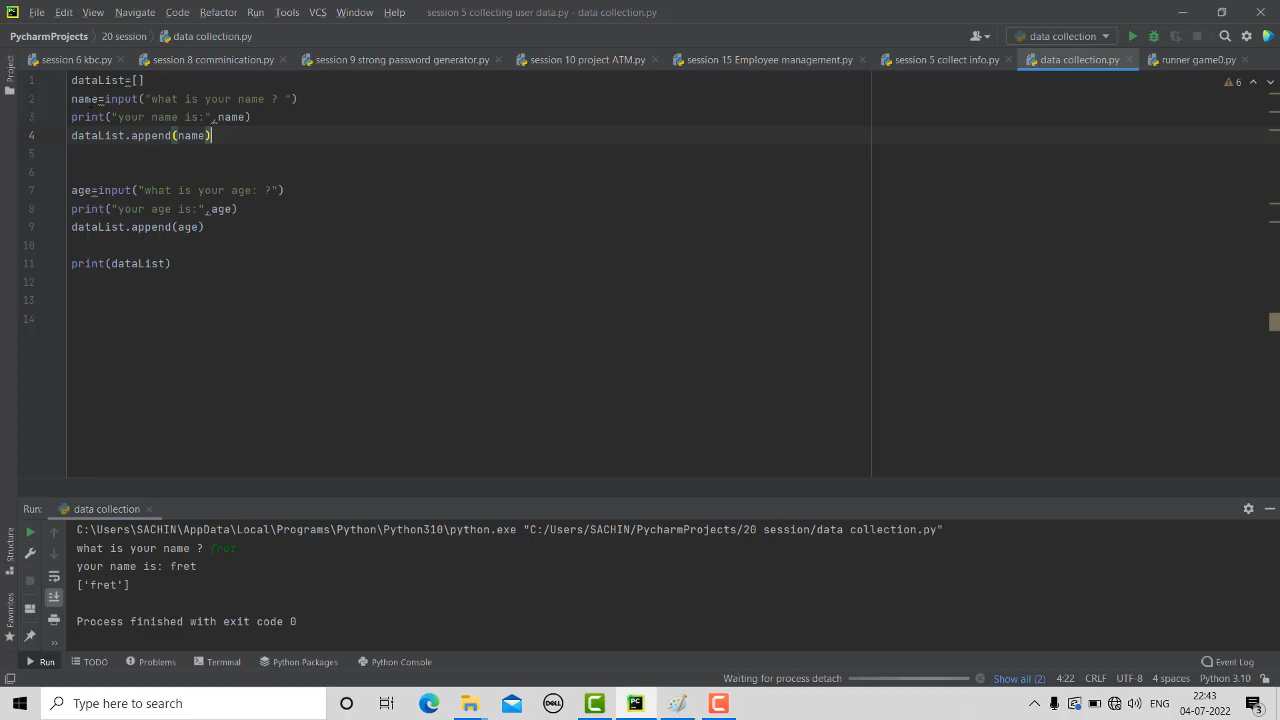 File Edit View Navigate Code Refactor Run Tools VCS Window Help session 5 collecting user data.py - data collection.py
PycharmProjects 20 session data collection.py data collection
session 6 kbc.py session 8 comminication.py session 9 strong password generator.py session 10 project ATM.py session 15 Employee management.py session 5 collect info.py data collection.py runner game0.py
Project
1 dataList=[] 6
2 name=input("what is your name ? ")
3 print("your name is:",name)
4 dataList.append(name)
5
6
7 age=input("what is your age: ?")
8 print("your age is:",age)
9 dataList.append(age)
10
11 print(dataList)
12
13
14
Run: data collection
Structure
Favorites
C:\Users\SACHIN\AppData\Local\Programs\Python\Python310\python.exe "C:/Users/SACHIN/PycharmProjects/20 session/data collection.py"
what is your name ? fret
your name is: fret
['fret']
Process finished with exit code 0
Run TODO Problems Terminal Python Packages Python Console Event Log
Waiting for process detach Show all (2) 4:22 CRLF UTF-8 4 spaces Python 3.10
Type here to search DELL PC ENG 22:43
04-07-2022 3